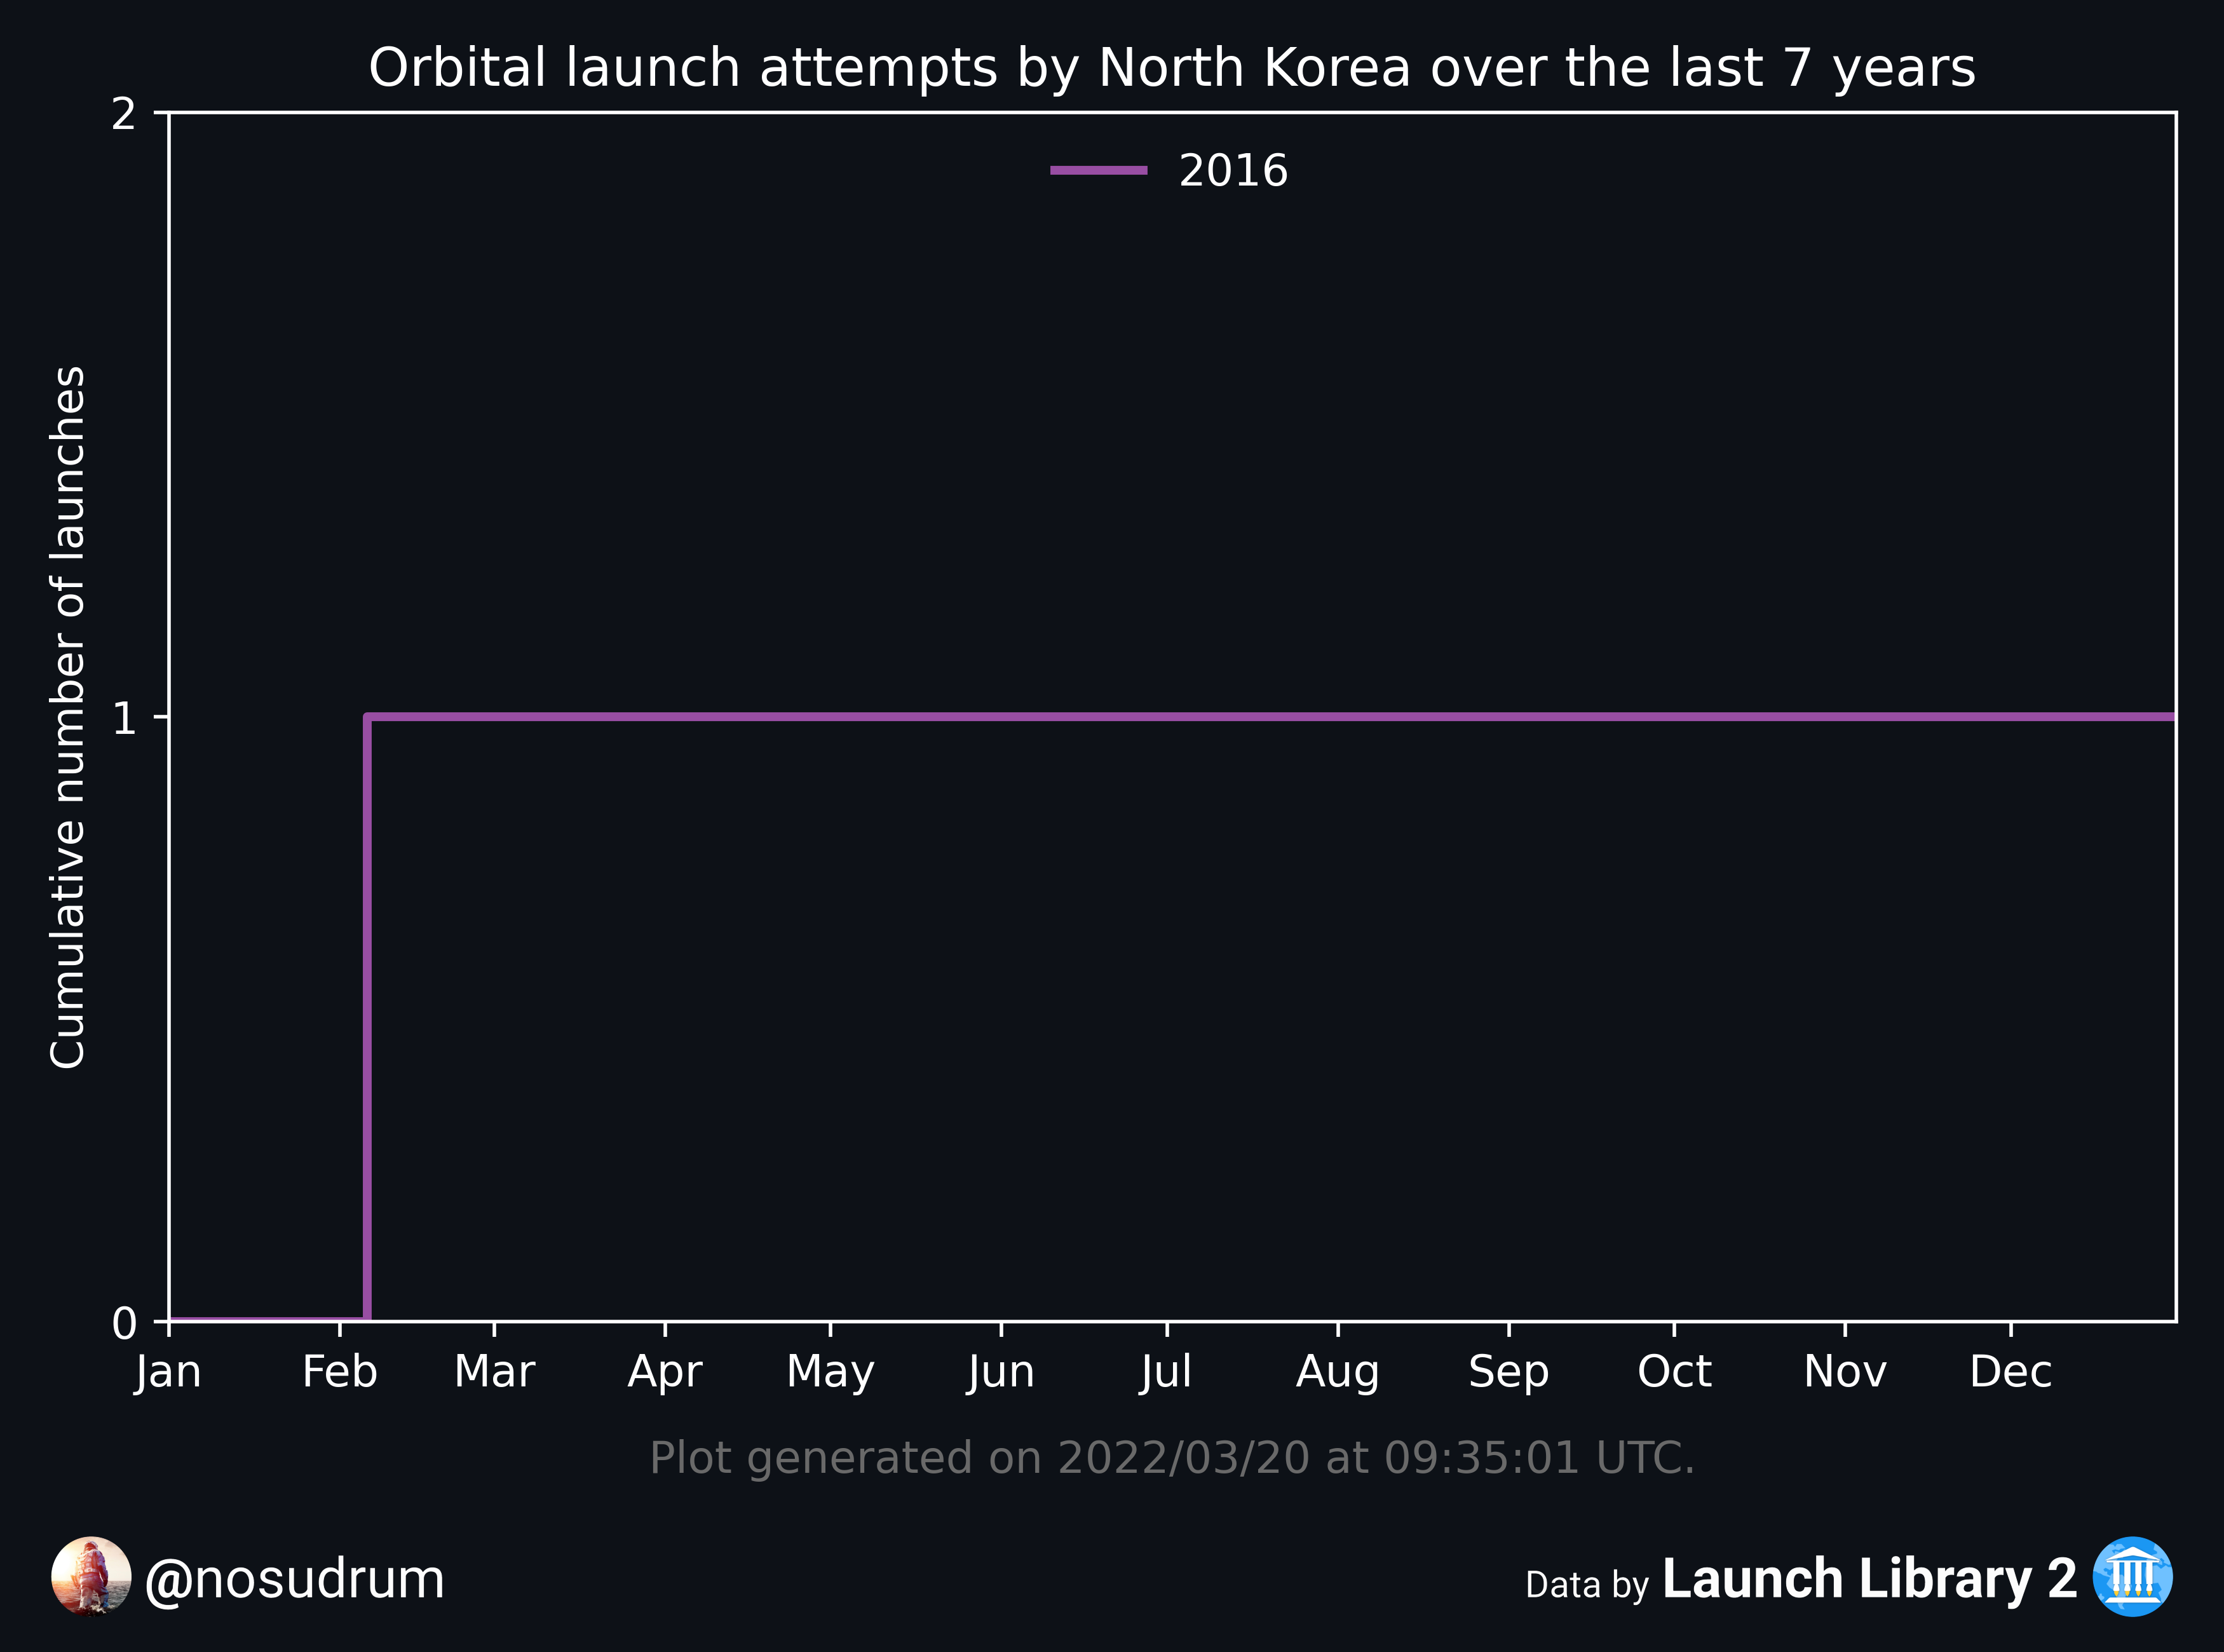 Orbital launch attempts by North Korea over the last 7 years
2
2016
Cumulative number of launches
1
0
Jan Feb Mar Apr May Jun Jul Aug Sep Oct Nov Dec
Plot generated on 2022/03/20 at 09:35:01 UTC.
@nosudrum
Data by Launch Library 2